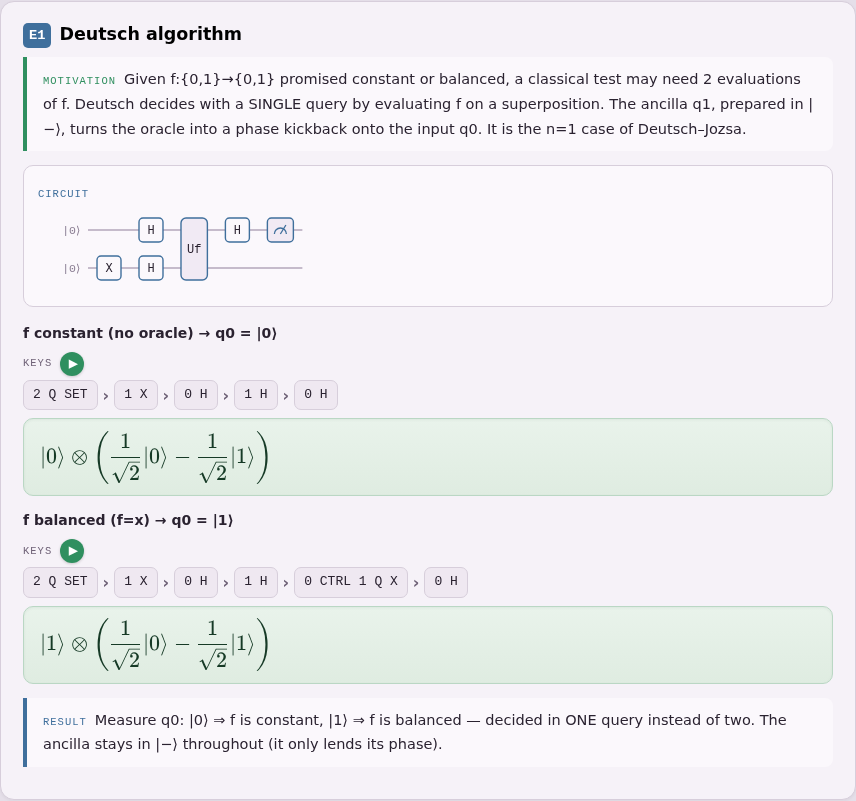 E1 Deutsch algorithm
MOTIVATION Given f:{0,1}→{0,1} promised constant or balanced, a classical test may need 2 evaluations
of f. Deutsch decides with a SINGLE query by evaluating f on a superposition. The ancilla q1, prepared in |
−⟩, turns the oracle into a phase kickback onto the input q0. It is the n=1 case of Deutsch–Jozsa.
CIRCUIT
|0⟩ H Uf H
|0⟩ X H
f constant (no oracle) → q0 = |0⟩
KEYS
2 Q SET › 1 X › 0 H › 1 H › 0 H
|0⟩ ⊗ (1/√2 |0⟩ − 1/√2 |1⟩)
f balanced (f=x) → q0 = |1⟩
KEYS
2 Q SET › 1 X › 0 H › 1 H › 0 CTRL 1 Q X › 0 H
|1⟩ ⊗ (1/√2 |0⟩ − 1/√2 |1⟩)
RESULT Measure q0: |0⟩ ⇒ f is constant, |1⟩ ⇒ f is balanced — decided in ONE query instead of two. The
ancilla stays in |−⟩ throughout (it only lends its phase).